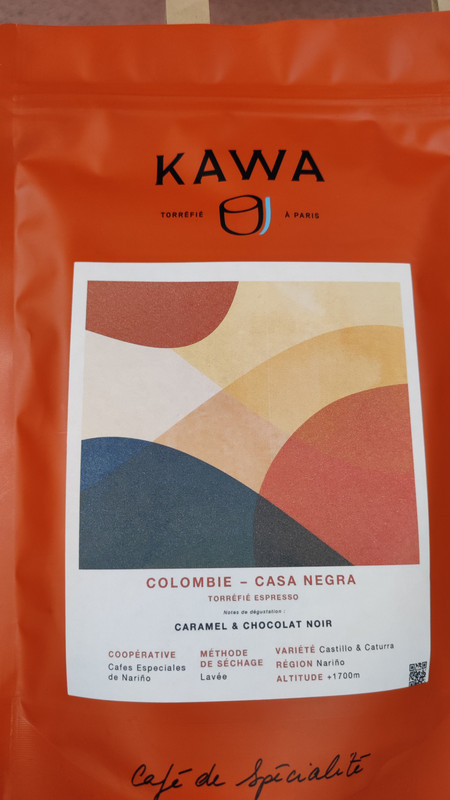 KAWA
TORRÉFIÉ À PARIS
COLOMBIE – CASA NEGRA
TORRÉFIÉ ESPRESSO
Notes de dégustation :
CARAMEL & CHOCOLAT NOIR
COOPÉRATIVE
Cafes Especiales
de Nariño
MÉTHODE
DE SÉCHAGE
Lavée
VARIÉTÉ Castillo & Caturra
RÉGION Nariño
ALTITUDE +1700m
Café de Spécialité